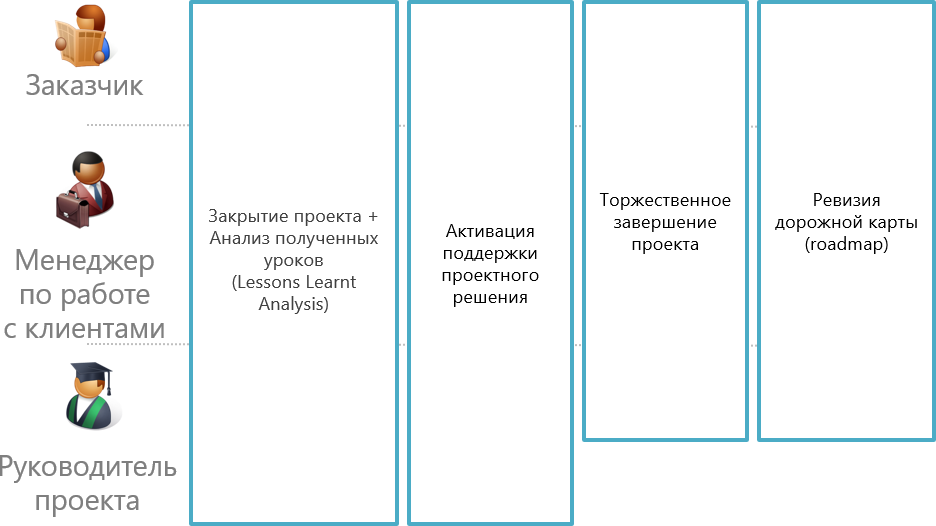 Заказчик
Менеджер
по работе
с клиентами
Руководитель
проекта
Закрытие проекта +
Анализ полученных
уроков
(Lessons Learnt
Analysis)
Активация
поддержки
проектного
решения
Торжественное
завершение
проекта
Ревизия
дорожной карты
(roadmap)